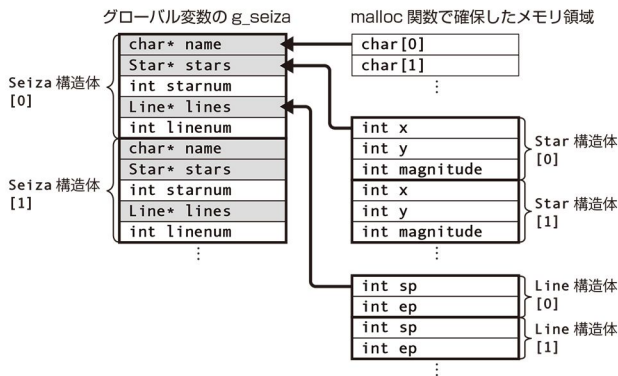 グローバル変数の g_seiza
char* name
Star* stars
int starnum
Line* lines
int linenum
char* name
Star* stars
int starnum
Line* lines
int linenum
⋮
Seiza 構造体
[0]
Seiza 構造体
[1]
malloc 関数で確保したメモリ領域
char[0]
char[1]
⋮
int x
int y
int magnitude
int x
int y
int magnitude
⋮
Star 構造体
[0]
Star 構造体
[1]
int sp
int ep
int sp
int ep
⋮
Line 構造体
[0]
Line 構造体
[1]